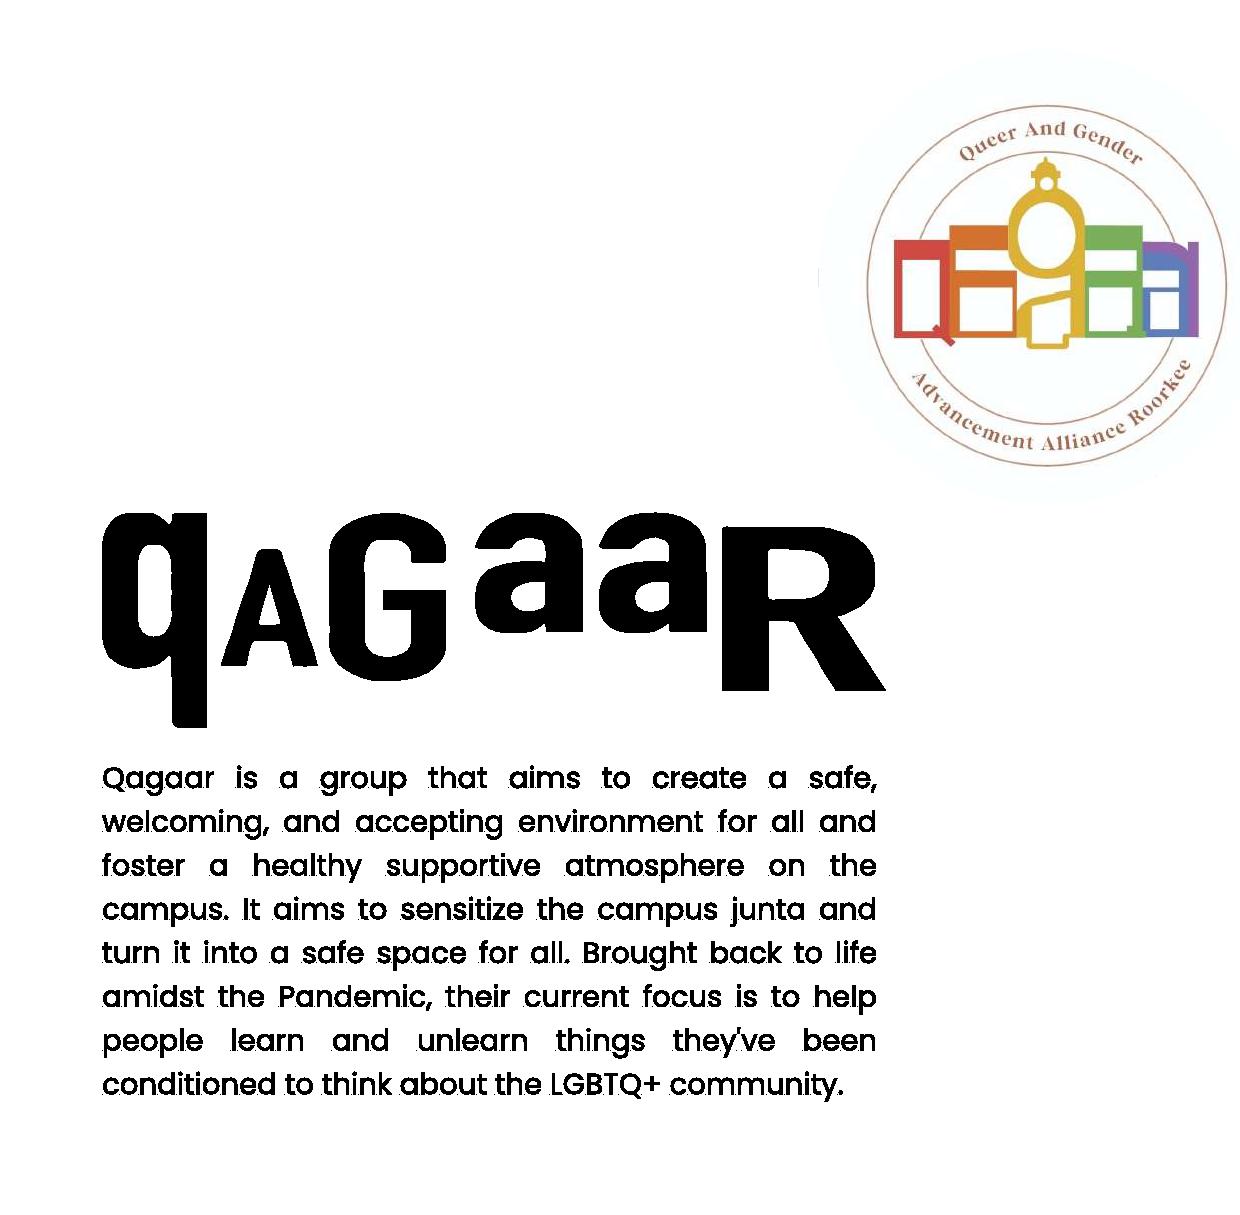 Queer And Gender
Qagaa
Advancement Alliance Roorkee
qAGaaR
Qagaar is a group that aims to create a safe,
welcoming, and accepting environment for all and
foster a healthy supportive atmosphere on the
campus. It aims to sensitize the campus junta and
turn it into a safe space for all. Brought back to life
amidst the Pandemic, their current focus is to help
people learn and unlearn things they've been
conditioned to think about the LGBTQ+ community.